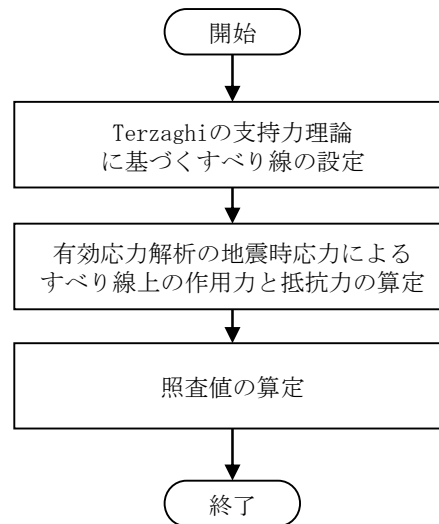 開始
Terzaghiの支持力理論
に基づくすべり線の設定
有効応力解析の地震時応力による
すべり線上の作用力と抵抗力の算定
照査値の算定
終了